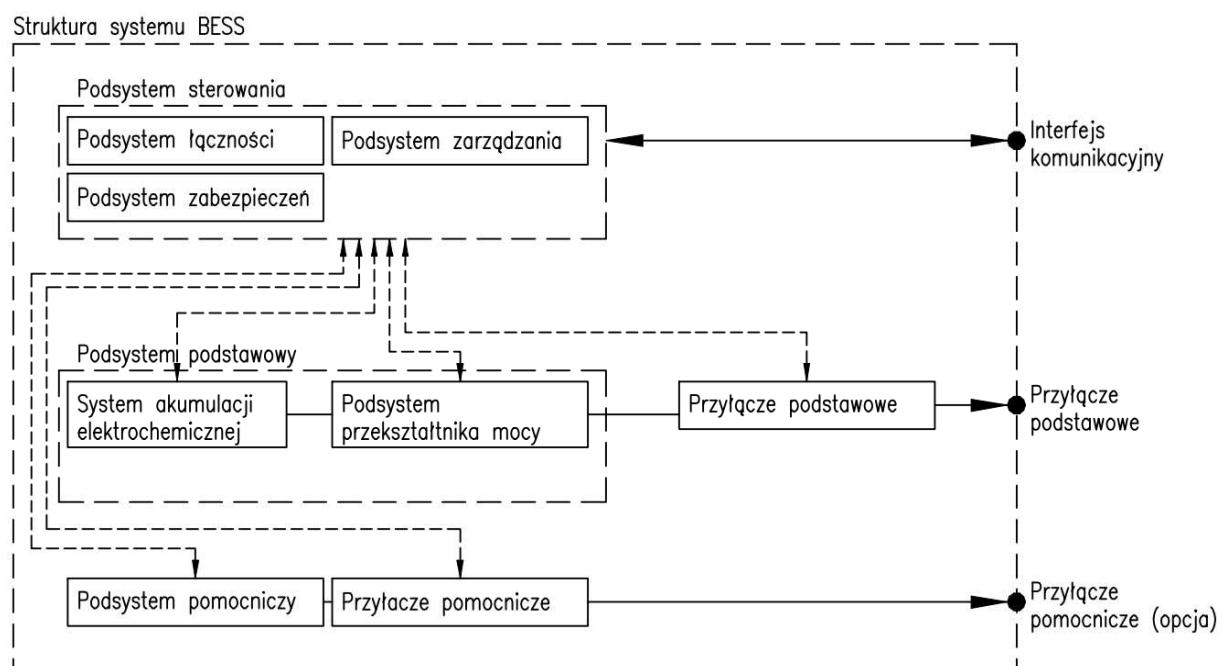 Struktura systemu BESS
Podsystem sterowania
Podsystem łączności
Podsystem zarządzania
Podsystem zabezpieczeń
Interfejs
komunikacyjny
Podsystem podstawowy
System akumulacji
elektrochemicznej
Podsystem
przekształtnika mocy
Przyłącze podstawowe
Przyłącze
podstawowe
Podsystem pomocniczy
Przyłacze pomocnicze
Przyłącze
pomocnicze (opcja)